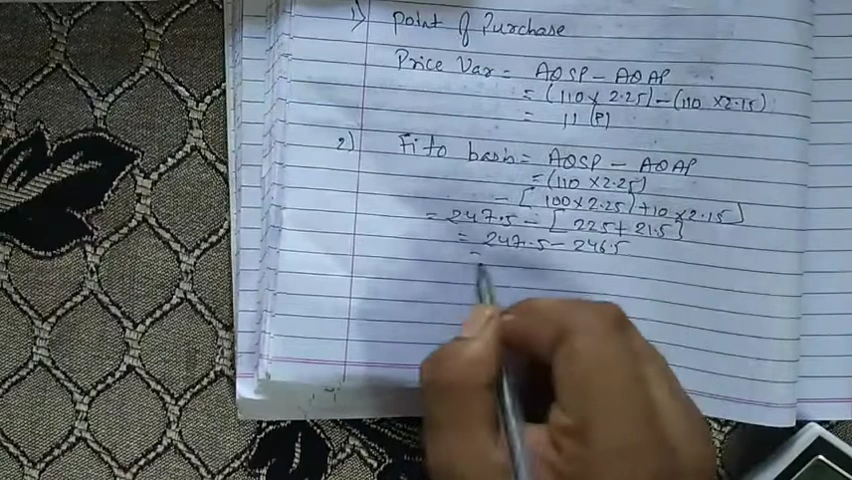 1) point of Purchase
Price Var = AQSP - AQAP
= (110 x 2.25) - (110 x 2.15)
= 11 (F)
2) Fifo basis = AQSP - AQAP
= (110 x 2.25)
- [100 x 2.25) + 10 x 2.15]
= 247.5 - [225 + 21.5]
= 247.5 - 246.5
=